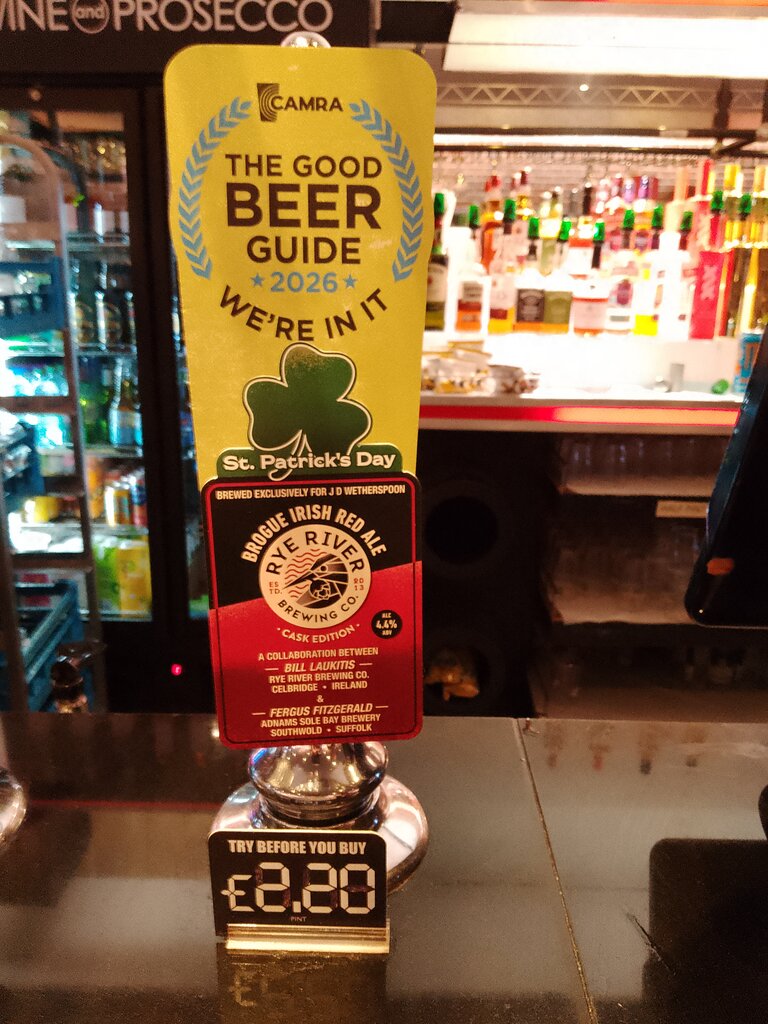 WINE and PROSECCO
CAMRA
THE GOOD
BEER
GUIDE
2026
WE'RE IN IT
St. Patrick's Day
BREWED EXCLUSIVELY FOR J D WETHERSPOON
BROGUE IRISH RED ALE
RYE RIVER
ESTD. 2013
BREWING CO.
· CASK EDITION ·
ALC
4.4%
ABV
A COLLABORATION BETWEEN
— BILL LAUKITIS —
RYE RIVER BREWING CO.
CELBRIDGE • IRELAND
&
— FERGUS FITZGERALD —
ADNAMS SOLE BAY BREWERY
SOUTHWOLD • SUFFOLK
TRY BEFORE YOU BUY
£2.20
PINT